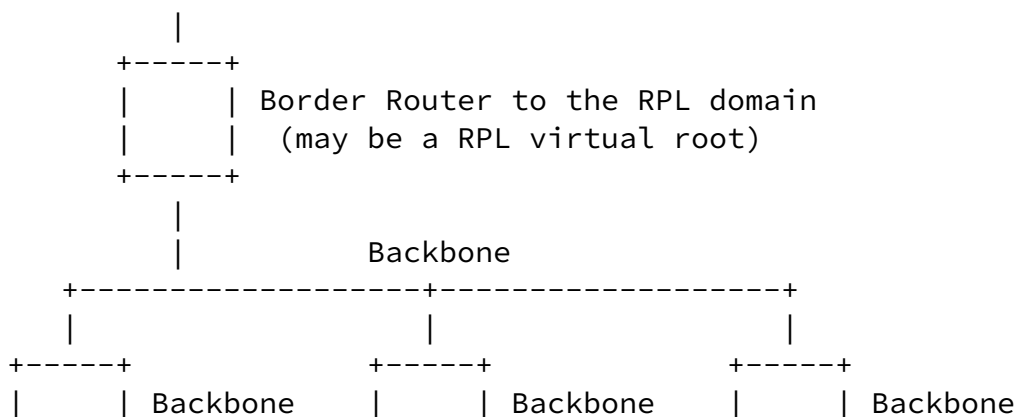 Border Router to the RPL domain
(may be a RPL virtual root)
Backbone
Backbone Backbone Backbone